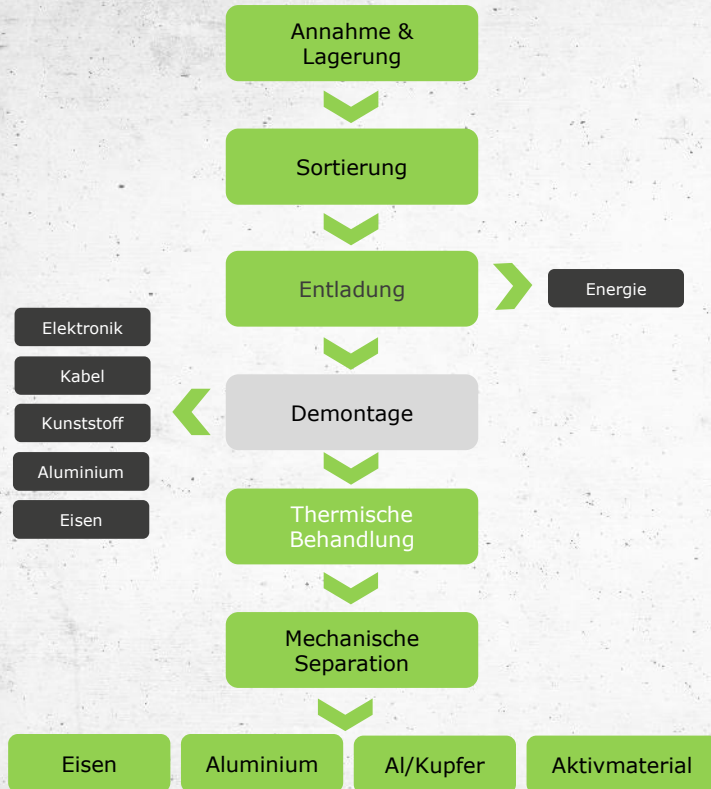 Annahme &
Lagerung
Sortierung
Entladung
Energie
Elektronik
Kabel
Kunststoff
Aluminium
Eisen
Demontage
Thermische
Behandlung
Mechanische
Separation
Eisen
Aluminium
Al/Kupfer
Aktivmaterial